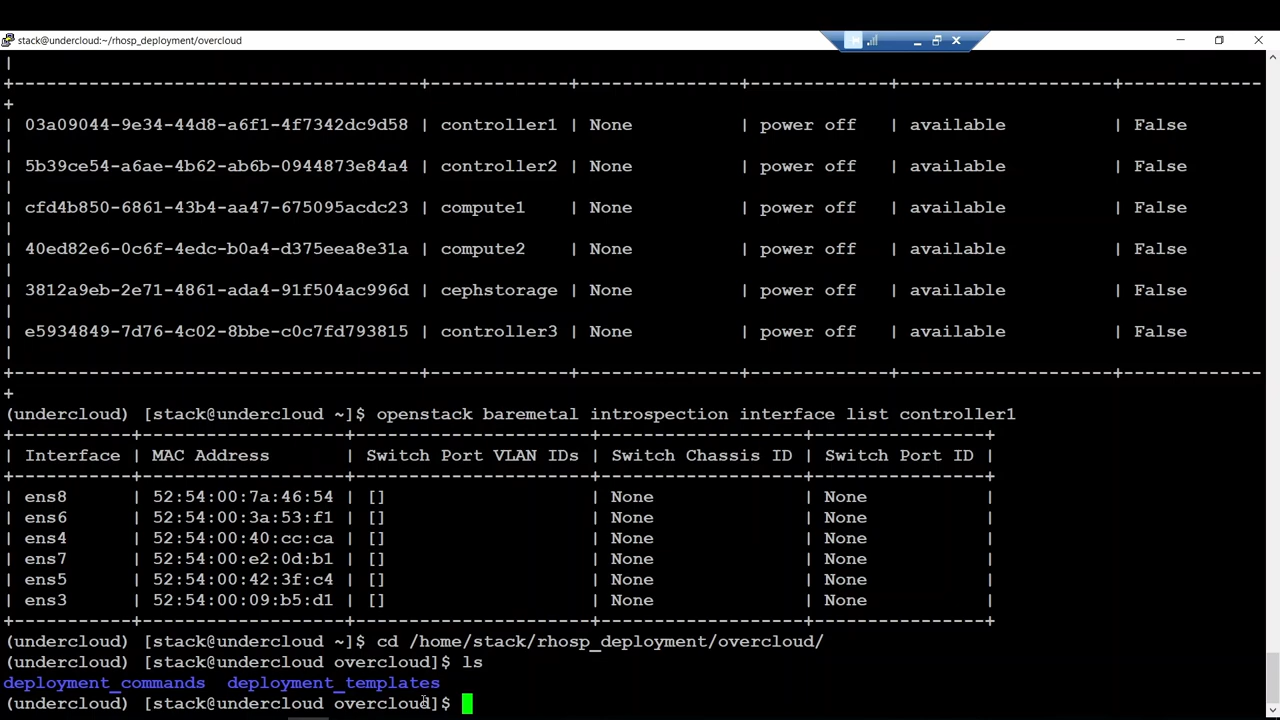 stack@undercloud:~/rhosp_deployment/overcloud
|
+---------------------------------------+--------------+----------------+-------------+---------------------+-------------
+
| 03a09044-9e34-44d8-a6f1-4f7342dc9d58 | controller1 | None | power off | available | False
|
| 5b39ce54-a6ae-4b62-ab6b-0944873e84a4 | controller2 | None | power off | available | False
|
| cfd4b850-6861-43b4-aa47-675095acdc23 | compute1 | None | power off | available | False
|
| 40ed82e6-0c6f-4edc-b0a4-d375eea8e31a | compute2 | None | power off | available | False
|
| 3812a9eb-2e71-4861-ada4-91f504ac996d | cephstorage | None | power off | available | False
|
| e5934849-7d76-4c02-8bbe-c0c7fd793815 | controller3 | None | power off | available | False
|
+---------------------------------------+--------------+----------------+-------------+---------------------+-------------
+
(undercloud) [stack@undercloud ~]$ openstack baremetal introspection interface list controller1
+-----------+-------------------+-----------------------+-------------------+----------------+
| Interface | MAC Address | Switch Port VLAN IDs | Switch Chassis ID | Switch Port ID |
+-----------+-------------------+-----------------------+-------------------+----------------+
| ens8 | 52:54:00:7a:46:54 | [] | None | None |
| ens6 | 52:54:00:3a:53:f1 | [] | None | None |
| ens4 | 52:54:00:40:cc:ca | [] | None | None |
| ens7 | 52:54:00:e2:0d:b1 | [] | None | None |
| ens5 | 52:54:00:42:3f:c4 | [] | None | None |
| ens3 | 52:54:00:09:b5:d1 | [] | None | None |
+-----------+-------------------+-----------------------+-------------------+----------------+
(undercloud) [stack@undercloud ~]$ cd /home/stack/rhosp_deployment/overcloud/
(undercloud) [stack@undercloud overcloud]$ ls
deployment_commands deployment_templates
(undercloud) [stack@undercloud overcloud]$